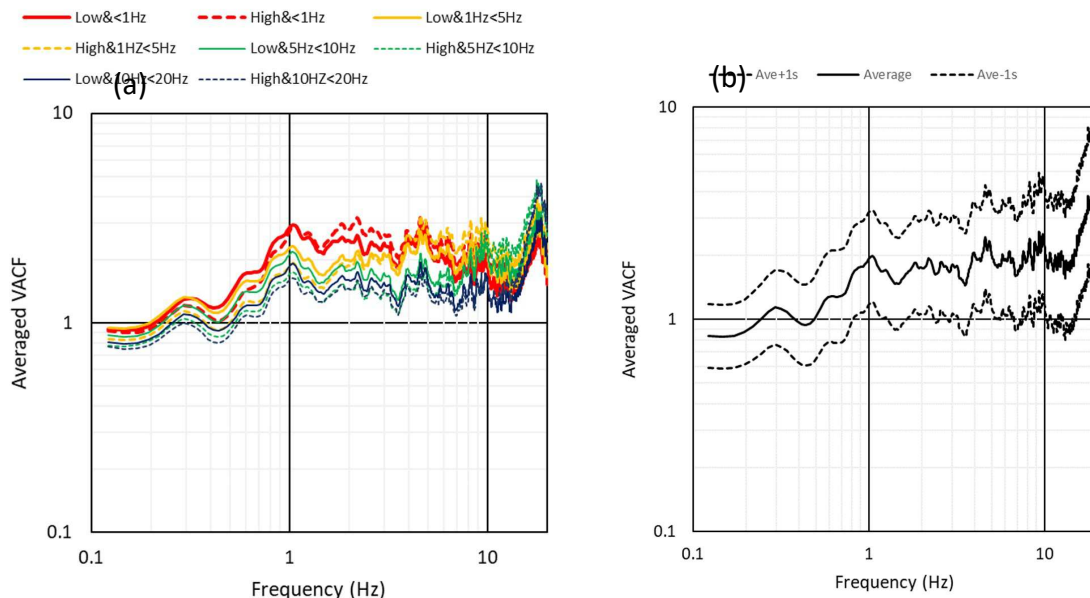 Low&<1Hz High&<1Hz Low&1Hz<5Hz
High&1HZ<5Hz Low&5Hz<10Hz High&5HZ<10Hz
Low&10Hz<20Hz High&10HZ<20Hz
(a)
10
1
0.1
Averaged VACF
0.1 1 10
Frequency (Hz)
(b)
Ave+1s Average Ave-1s
10
1
0.1
Averaged VACF
0.1 1 10
Frequency (Hz)